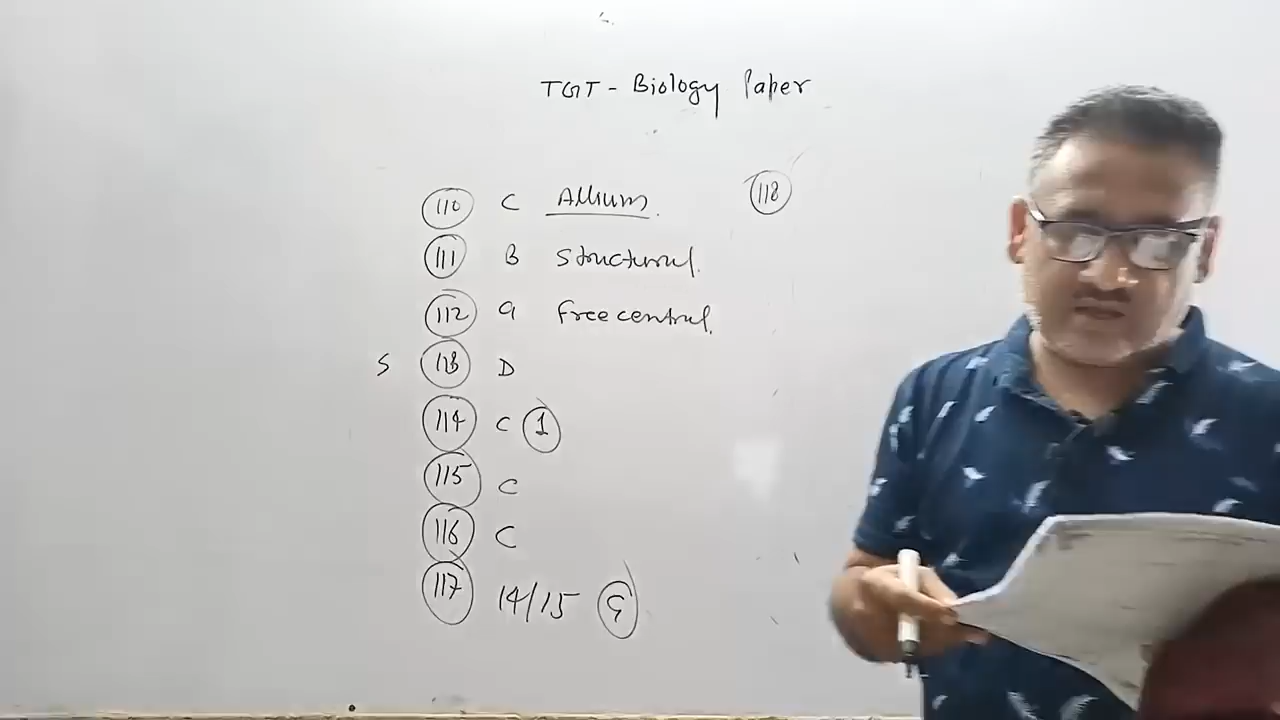 TGT - Biology Paper
110 C Allium.
111 B Structural.
112 a free central.
S 113 D
114 C 1
115 C
116 C
117 14/15 9
118